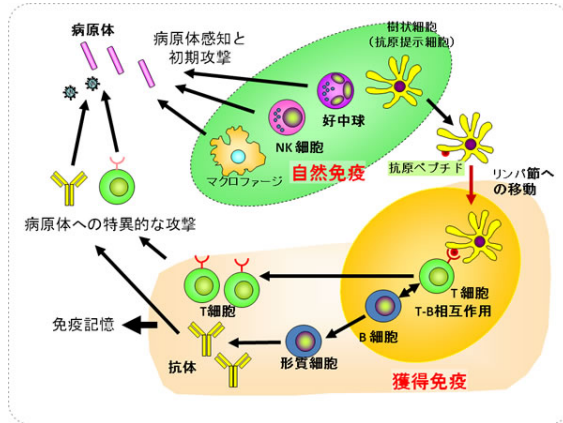 病原体
病原体感知と
初期攻撃
樹状細胞
(抗原提示細胞)
好中球
NK 細胞
マクロファージ
自然免疫
抗原ペプチド
リンパ節へ
の移動
病原体への特異的な攻撃
T細胞
T 細胞
T-B相互作用
B 細胞
免疫記憶
抗体
形質細胞
獲得免疫